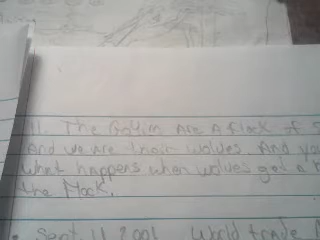 11. The Goyim are a flock of S
And we are their wolves. And you
what happens when wolves get a h
the flock.
Sept. 11 2001 World trade